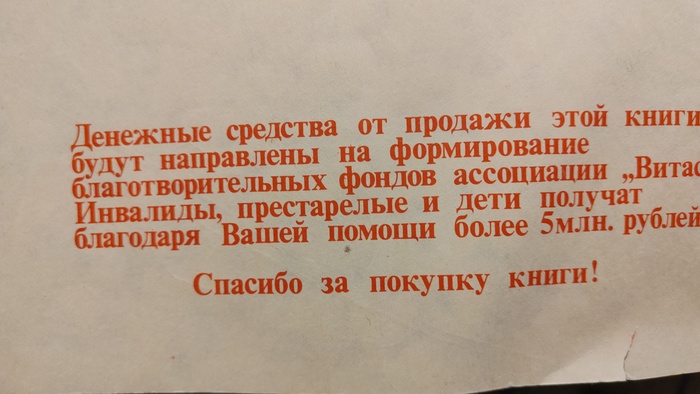 Денежные средства от продажи этой книги
будут направлены на формирование
благотворительных фондов ассоциации
Инвалиды, престарелые и дети получат
благодаря Вашей помощи более 5млн. рублей
Спасибо за покупку книги!